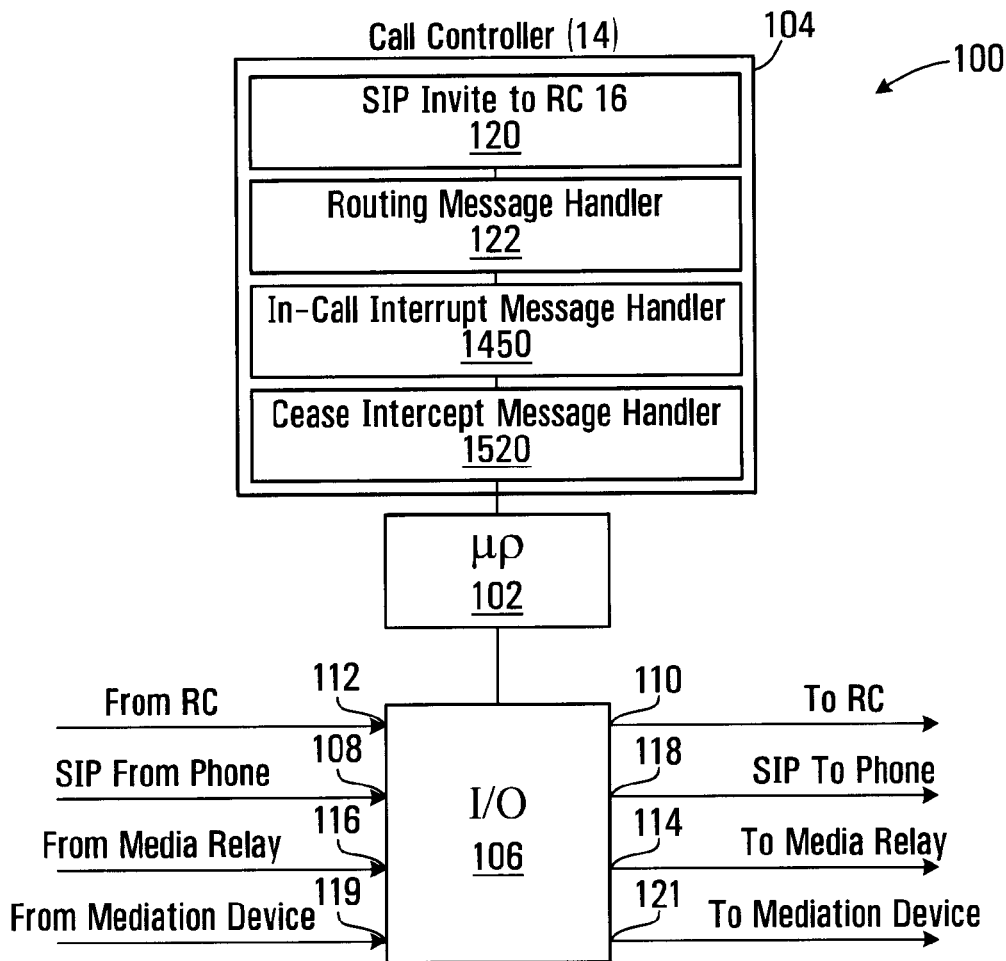 Call Controller (14)
104
100
SIP Invite to RC 16
120
Routing Message Handler
122
In-Call Interrupt Message Handler
1450
Cease Intercept Message Handler
1520
μρ
102
From RC
112
110
To RC
SIP From Phone
108
118
SIP To Phone
I/O
106
From Media Relay
116
114
To Media Relay
From Mediation Device
119
121
To Mediation Device